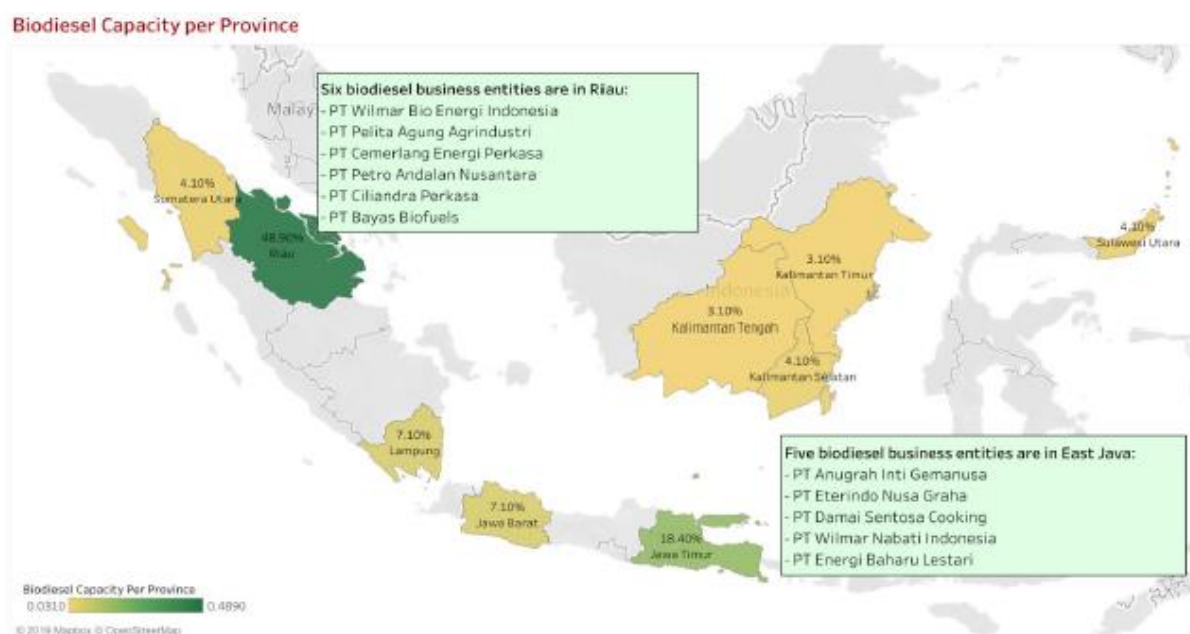 Biodiesel Capacity per Province
Six biodiesel business entities are in Riau:
- PT Wilmar Bio Energi Indonesia
- PT Pelita Agung Agrindustri
- PT Cemerlang Energi Perkasa
- PT Petro Andalan Nusantara
- PT Ciliandra Perkasa
- PT Bayas Biofuels
4.10%
Sumatera Utara
48.90%
Riau
4.10%
Sulawesi Utara
3.10%
Kalimantan Timur
Indonesia
3.10%
Kalimantan Tengah
4.10%
Kalimantan Selatan
7.10%
Lampung
Five biodiesel business entities are in East Java:
- PT Anugrah Inti Gemanusa
- PT Eterindo Nusa Graha
- PT Damai Sentosa Cooking
- PT Wilmar Nabati Indonesia
- PT Energi Baharu Lestari
7.10%
Jawa Barat
18.40%
Jawa Timur
Biodiesel Capacity Per Province
0.0310 0.4890
© 2019 Mapbox © OpenStreetMap